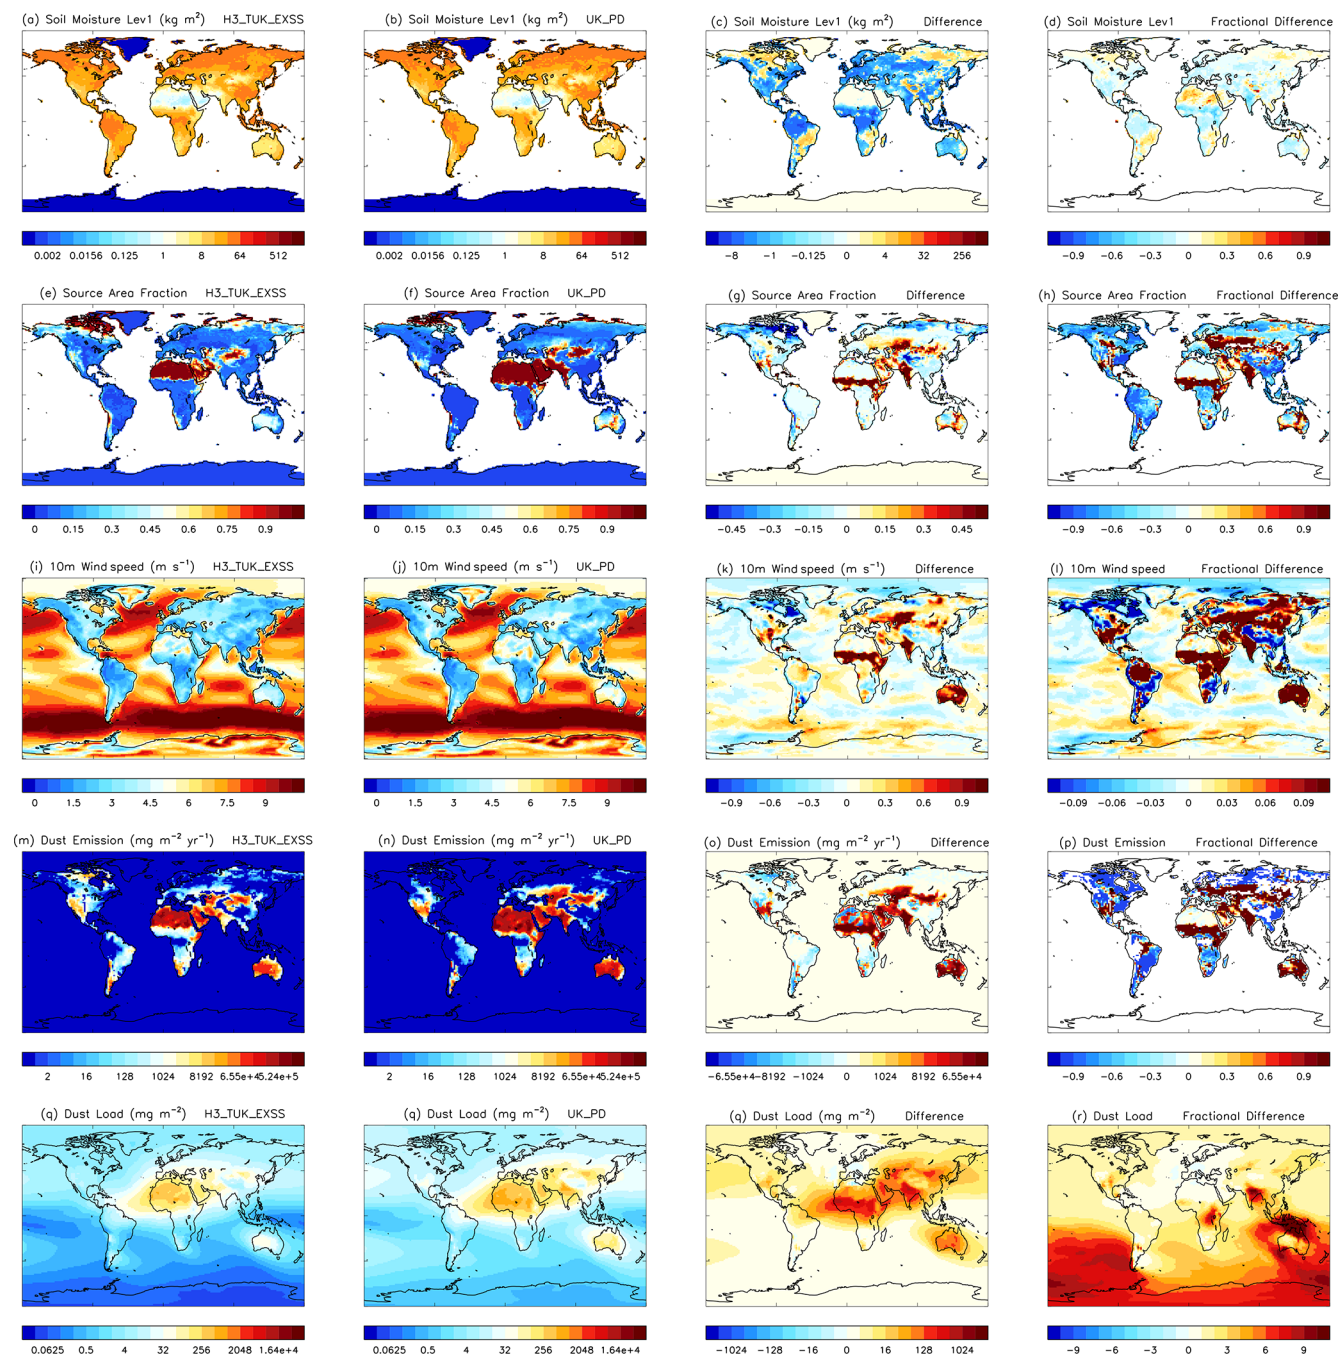 (a) Soil Moisture Lev1 (kg m²) H3_TUK_EXSS
(b) Soil Moisture Lev1 (kg m²) UK_PD
(c) Soil Moisture Lev1 (kg m²) Difference
(d) Soil Moisture Lev1 Fractional Difference
0.002 0.0156 0.125 1 8 64 512
0.002 0.0156 0.125 1 8 64 512
−8 −1 −0.125 0 4 32 256
−0.9 −0.6 −0.3 0 0.3 0.6 0.9
(e) Source Area Fraction H3_TUK_EXSS
(f) Source Area Fraction UK_PD
(g) Source Area Fraction Difference
(h) Source Area Fraction Fractional Difference
0 0.15 0.3 0.45 0.6 0.75 0.9
0 0.15 0.3 0.45 0.6 0.75 0.9
−0.45 −0.3 −0.15 0 0.15 0.3 0.45
−0.9 −0.6 −0.3 0 0.3 0.6 0.9
(i) 10m Wind speed (m s⁻¹) H3_TUK_EXSS
(j) 10m Wind speed (m s⁻¹) UK_PD
(k) 10m Wind speed (m s⁻¹) Difference
(l) 10m Wind speed Fractional Difference
0 1.5 3 4.5 6 7.5 9
0 1.5 3 4.5 6 7.5 9
−0.9 −0.6 −0.3 0 0.3 0.6 0.9
−0.09 −0.06 −0.03 0 0.03 0.06 0.09
(m) Dust Emission (mg m⁻² yr⁻¹) H3_TUK_EXSS
(n) Dust Emission (mg m⁻² yr⁻¹) UK_PD
(o) Dust Emission (mg m⁻² yr⁻¹) Difference
(p) Dust Emission Fractional Difference
2 16 128 1024 8192 6.55e+4 5.24e+5
2 16 128 1024 8192 6.55e+4 5.24e+5
−6.55e+4 −8192 −1024 0 1024 8192 6.55e+4
−0.9 −0.6 −0.3 0 0.3 0.6 0.9
(q) Dust Load (mg m⁻²) H3_TUK_EXSS
(q) Dust Load (mg m⁻²) UK_PD
(q) Dust Load (mg m⁻²) Difference
(r) Dust Load Fractional Difference
0.0625 0.5 4 32 256 2048 1.64e+4
0.0625 0.5 4 32 256 2048 1.64e+4
−1024 −128 −16 0 16 128 1024
−9 −6 −3 0 3 6 9